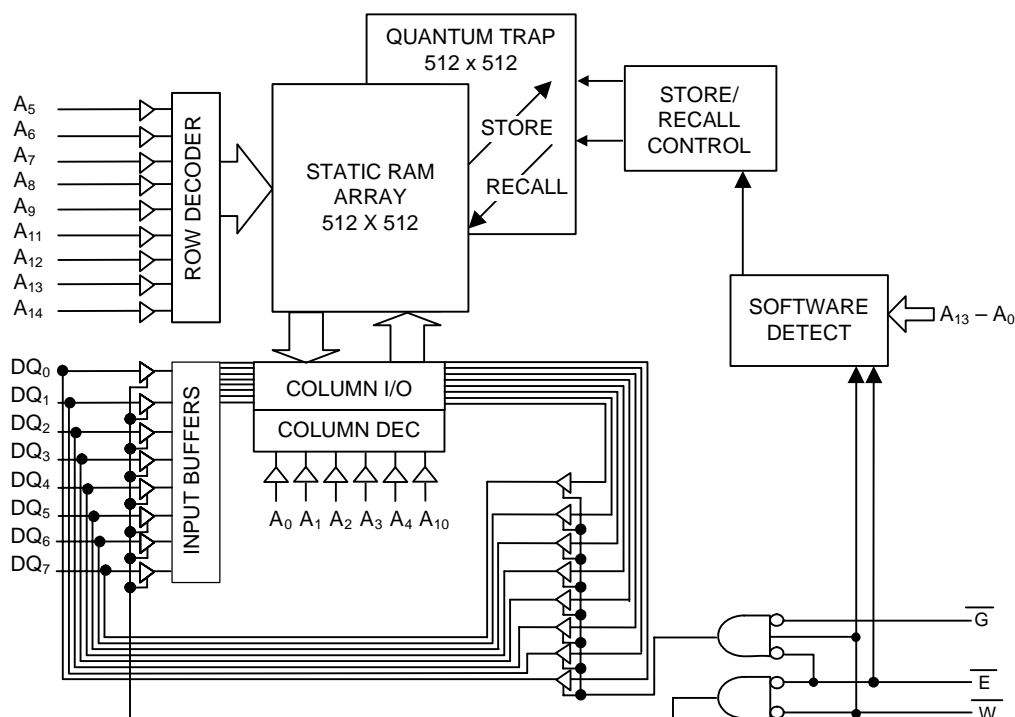 QUANTUM TRAP
512 x 512
STORE/
RECALL
CONTROL
A5
A6
A7
A8
A9
A11
A12
A13
A14
ROW DECODER
STATIC RAM
ARRAY
512 X 512
STORE
RECALL
SOFTWARE
DETECT
A13 – A0
DQ0
DQ1
DQ2
DQ3
DQ4
DQ5
DQ6
DQ7
INPUT BUFFERS
COLUMN I/O
COLUMN DEC
A0 A1 A2 A3 A4 A10
G
E
W